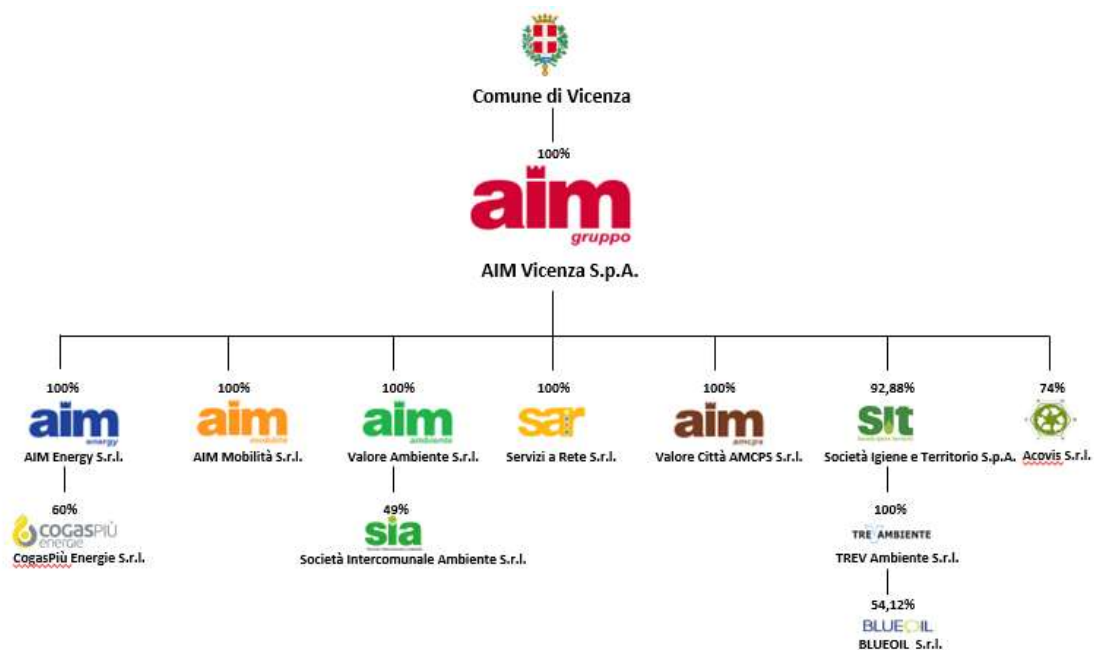 Comune di Vicenza
100%
aim
gruppo
AIM Vicenza S.p.A.
100%
100%
100%
100%
100%
92,88%
74%
aim
energy
aim
mobilità
aim
ambiente
sar
aim
amcps
sit
AIM Energy S.r.l.
AIM Mobilità S.r.l.
Valore Ambiente S.r.l.
Servizi a Rete S.r.l.
Valore Città AMCPS S.r.l.
Società Igiene e Territorio S.p.A.
Acovis S.r.l.
60%
49%
100%
COGASPIÙ
energie
sia
TRE V AMBIENTE
CogasPiù Energie S.r.l.
Società Intercomunale Ambiente S.r.l.
TREV Ambiente S.r.l.
54,12%
BLUEOIL
BLUEOIL S.r.l.